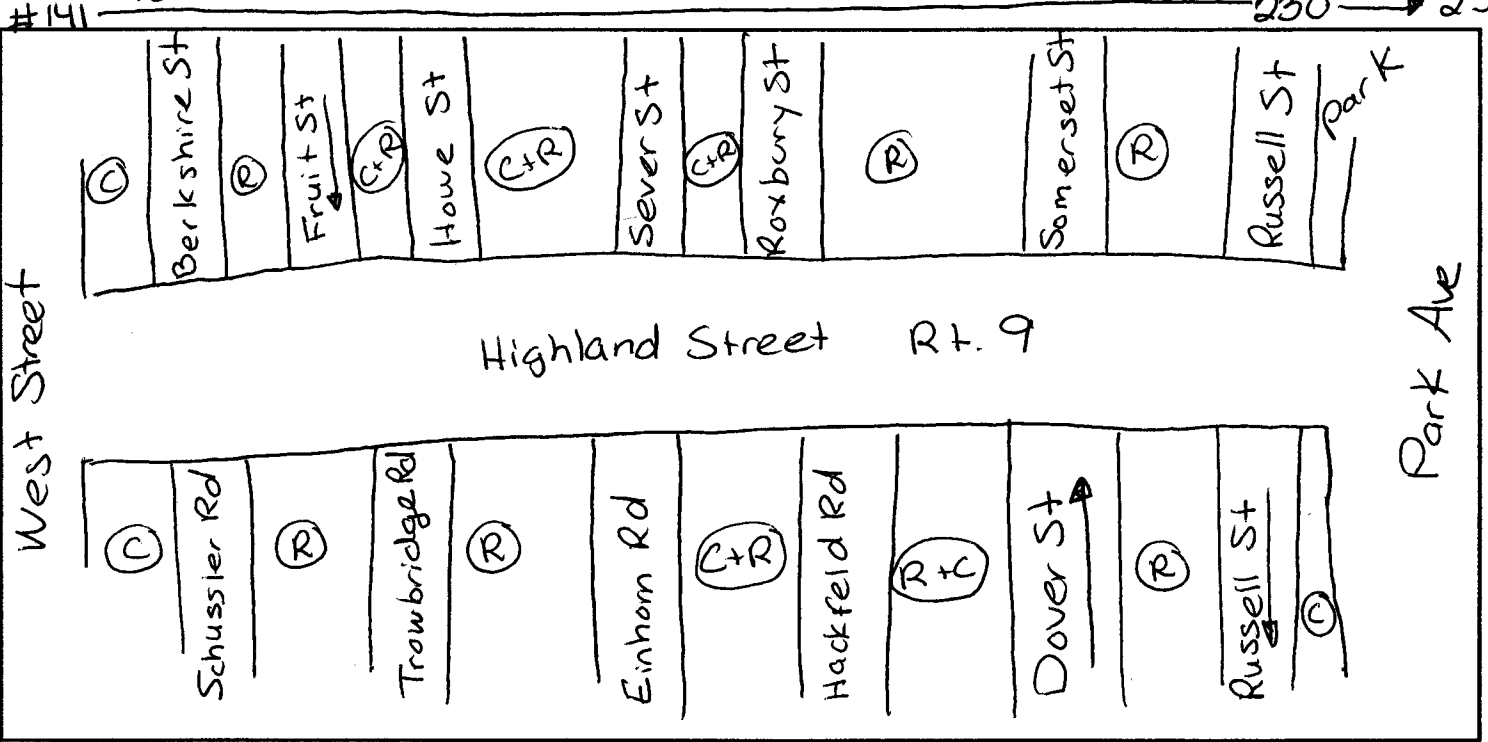 #141 230
West Street
C
Berkshire St
R
Fruit St
C+R
Howe St
C+R
Sever St
C+R
Roxbury St
R
Somerset St
R
Russell St
Park
Highland Street Rt. 9
Park Ave
C
Schussler Rd
R
Trowbridge Rd
R
Einhorn Rd
C+R
Hackfeld Rd
R+C
Dover St
R
Russell St
C